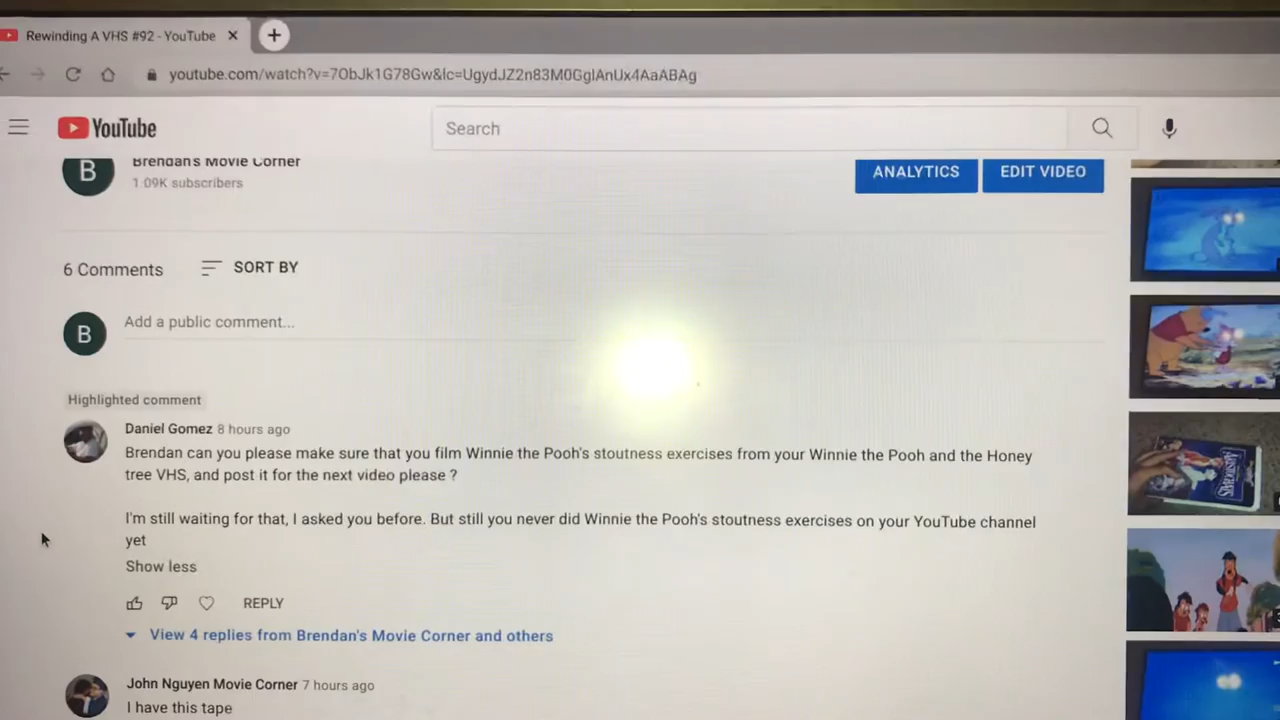 Rewinding A VHS #92 - YouTube
youtube.com/watch?v=7ObJk1G78Gw&lc=UgydJZ2n83M0GglAnUx4AaABAg
YouTube
Search
B
Brendan's Movie Corner
1.09K subscribers
ANALYTICS
EDIT VIDEO
6 Comments
SORT BY
B
Add a public comment...
Highlighted comment
Daniel Gomez 8 hours ago
Brendan can you please make sure that you film Winnie the Pooh's stoutness exercises from your Winnie the Pooh and the Honey
tree VHS, and post it for the next video please ?
I'm still waiting for that, I asked you before. But still you never did Winnie the Pooh's stoutness exercises on your YouTube channel
yet
Show less
REPLY
View 4 replies from Brendan's Movie Corner and others
John Nguyen Movie Corner 7 hours ago
I have this tape